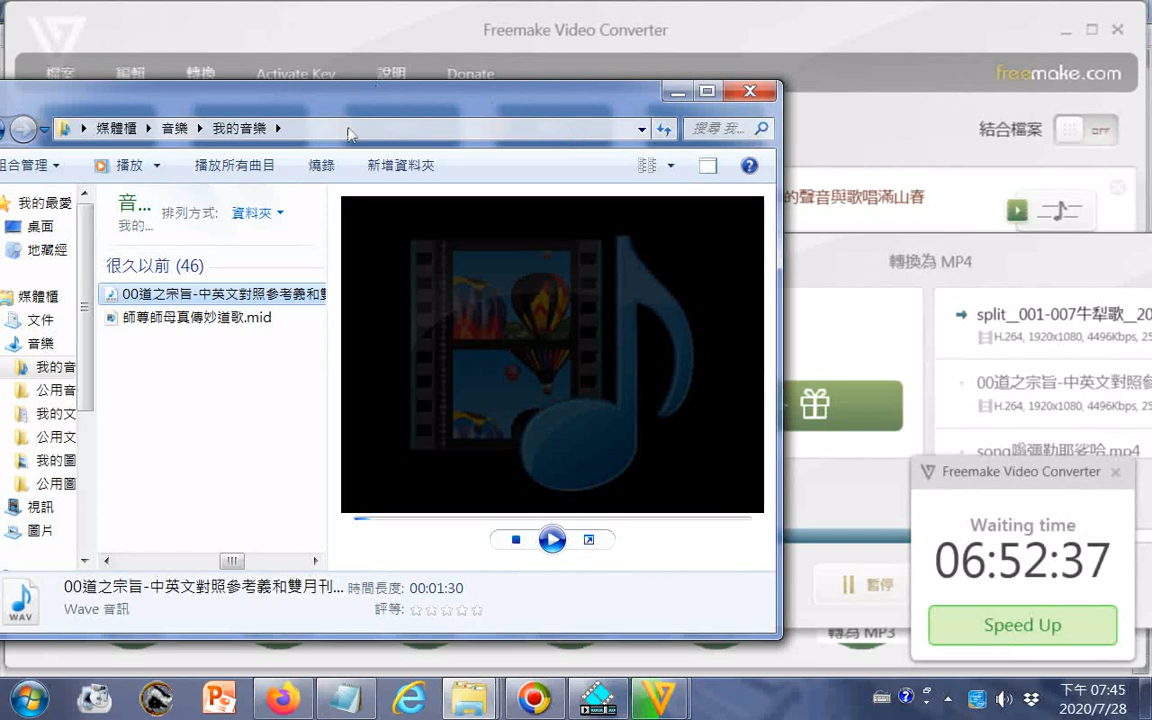 Freemake Video Converter
檔案 編輯 轉換 Activate Key 說明 Donate
freemake.com
媒體櫃 音樂 我的音樂
搜尋 我...
結合檔案
OFF
組合管理 播放 播放所有曲目 燒錄 新增資料夾
的聲音與歌唱滿山春
我的最愛
桌面
地藏經
媒體櫃
文件
音樂
我的音
公用音
我的文
公用文
我的圖
公用圖
視訊
圖片
音...
我的...
排列方式: 資料夾
很久以前 (46)
00道之宗旨-中英文對照參考義和雙
師尊師母真傳妙道歌.mid
轉換為 MP4
split__001-007牛犁歌__20
H.264, 1920x1080, 4496Kbps, 25
00道之宗旨-中英文對照參
H.264, 1920x1080, 4496Kbps, 25
song嗡彌勒耶娑哈.mp4
Freemake Video Converter
Waiting time
06:52:37
Speed Up
暫停
轉為 MP3
00道之宗旨-中英文對照參考義和雙月刊... 時間長度: 00:01:30
Wave 音訊 評等:
WAV
下午 07:45
2020/7/28